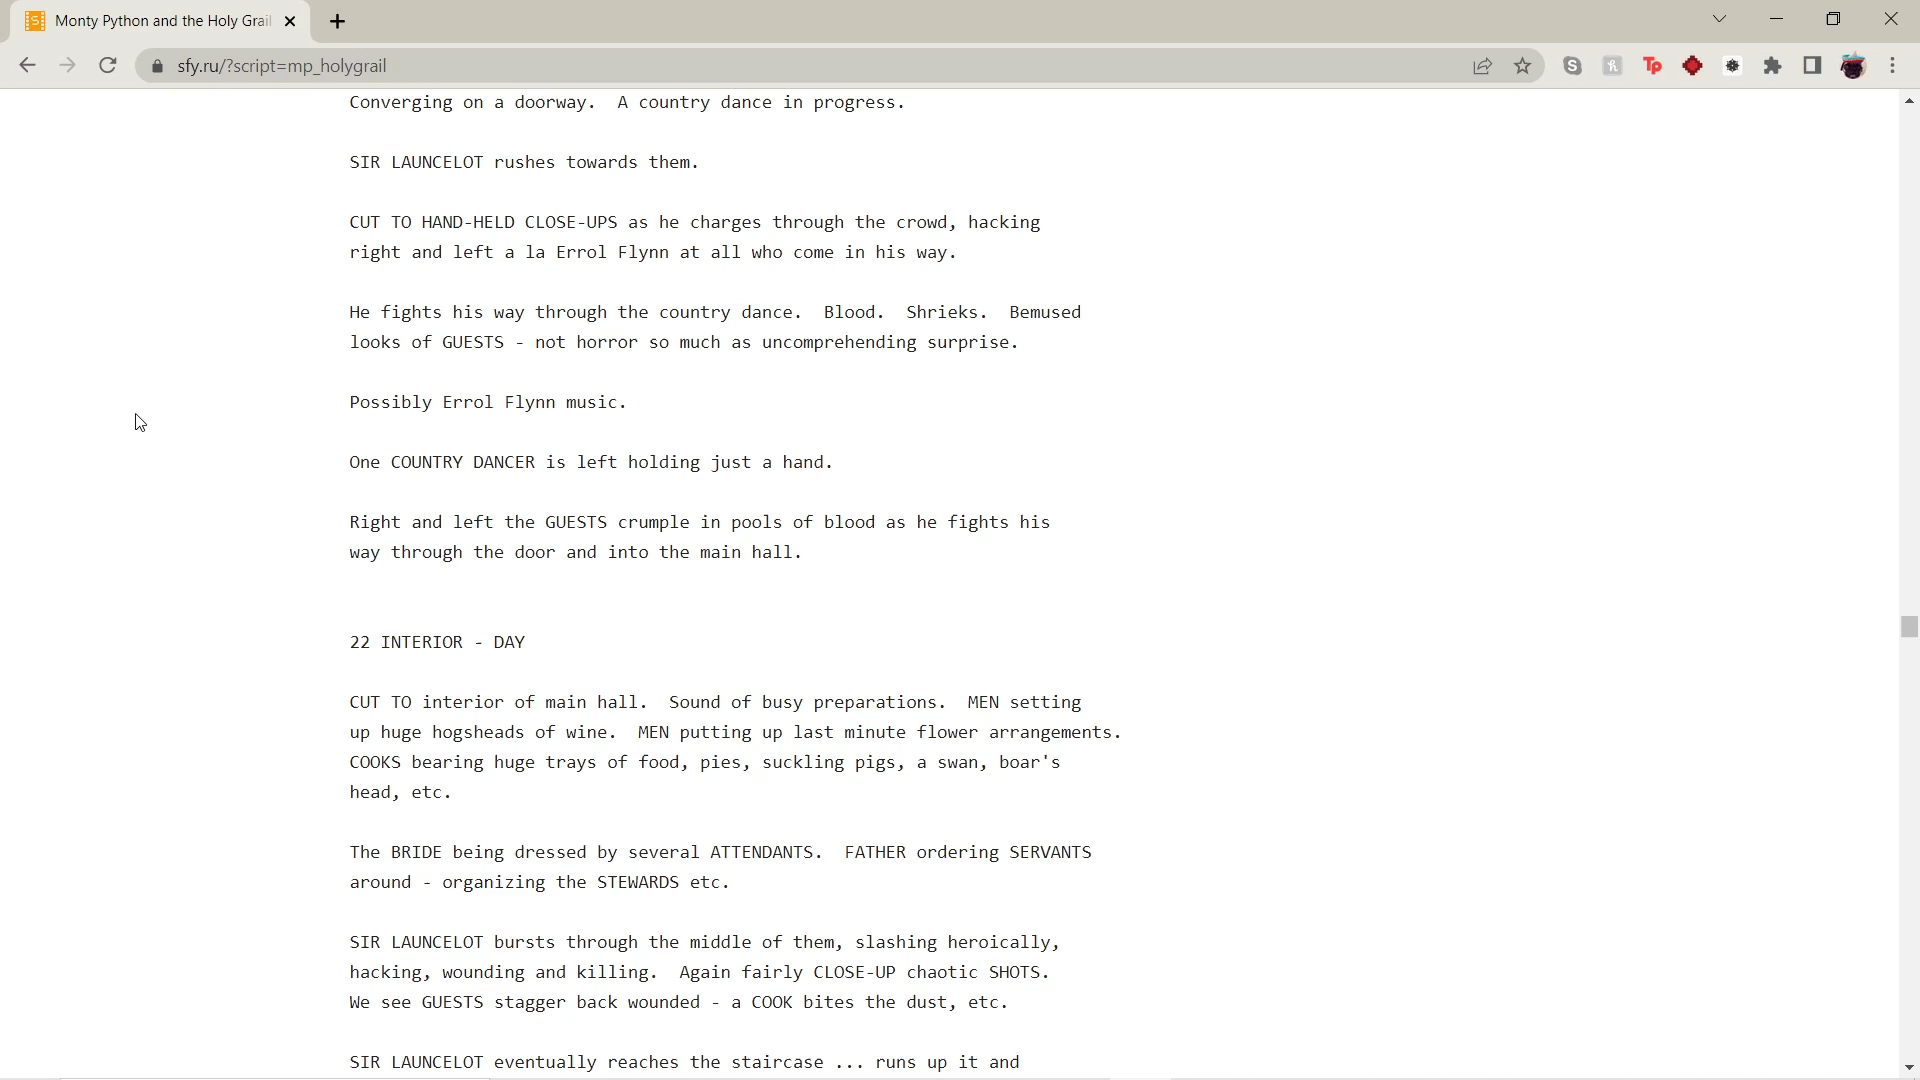 Monty Python and the Holy Grail
sfy.ru/?script=mp_holygrail
Converging on a doorway.  A country dance in progress.
SIR LAUNCELOT rushes towards them.
CUT TO HAND-HELD CLOSE-UPS as he charges through the crowd, hacking
right and left a la Errol Flynn at all who come in his way.
He fights his way through the country dance.  Blood.  Shrieks.  Bemused
looks of GUESTS - not horror so much as uncomprehending surprise.
Possibly Errol Flynn music.
One COUNTRY DANCER is left holding just a hand.
Right and left the GUESTS crumple in pools of blood as he fights his
way through the door and into the main hall.
22 INTERIOR - DAY
CUT TO interior of main hall.  Sound of busy preparations.  MEN setting
up huge hogsheads of wine.  MEN putting up last minute flower arrangements.
COOKS bearing huge trays of food, pies, suckling pigs, a swan, boar's
head, etc.
The BRIDE being dressed by several ATTENDANTS.  FATHER ordering SERVANTS
around - organizing the STEWARDS etc.
SIR LAUNCELOT bursts through the middle of them, slashing heroically,
hacking, wounding and killing.  Again fairly CLOSE-UP chaotic SHOTS.
We see GUESTS stagger back wounded - a COOK bites the dust, etc.
SIR LAUNCELOT eventually reaches the staircase ... runs up it and